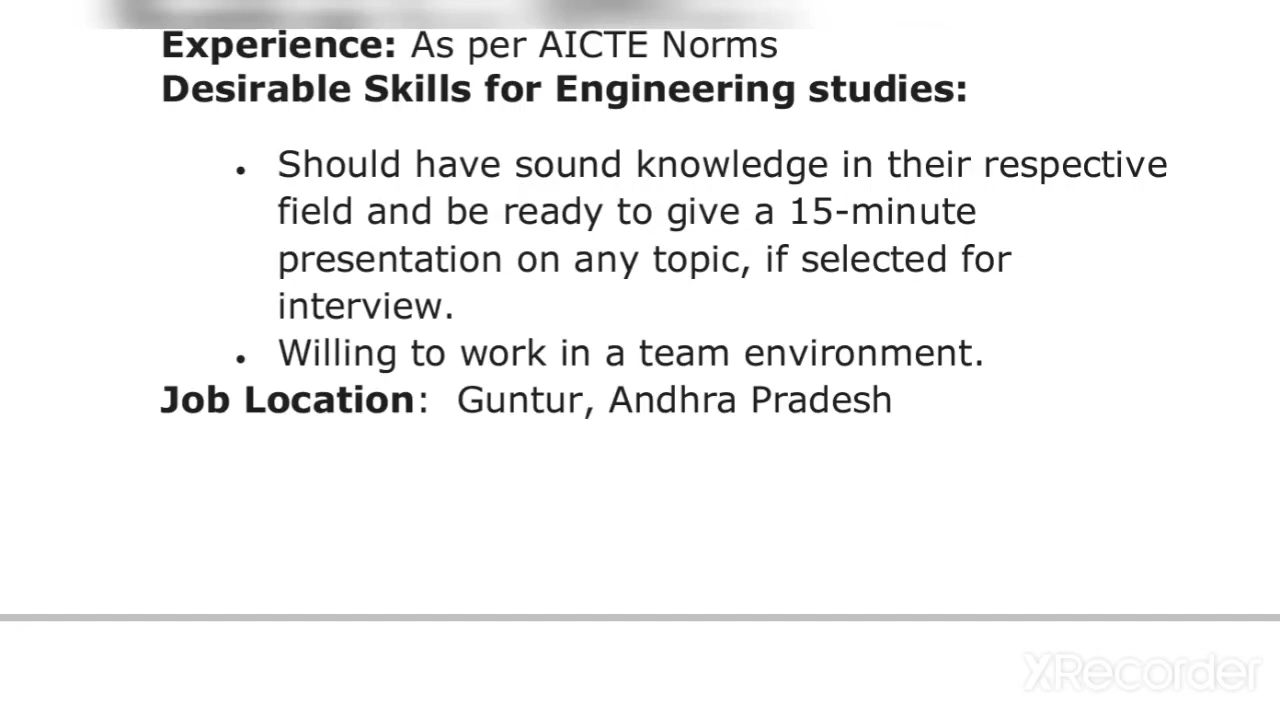 Experience: As per AICTE Norms
Desirable Skills for Engineering studies:
• Should have sound knowledge in their respective
field and be ready to give a 15-minute
presentation on any topic, if selected for
interview.
• Willing to work in a team environment.
Job Location:  Guntur, Andhra Pradesh
XRecorder